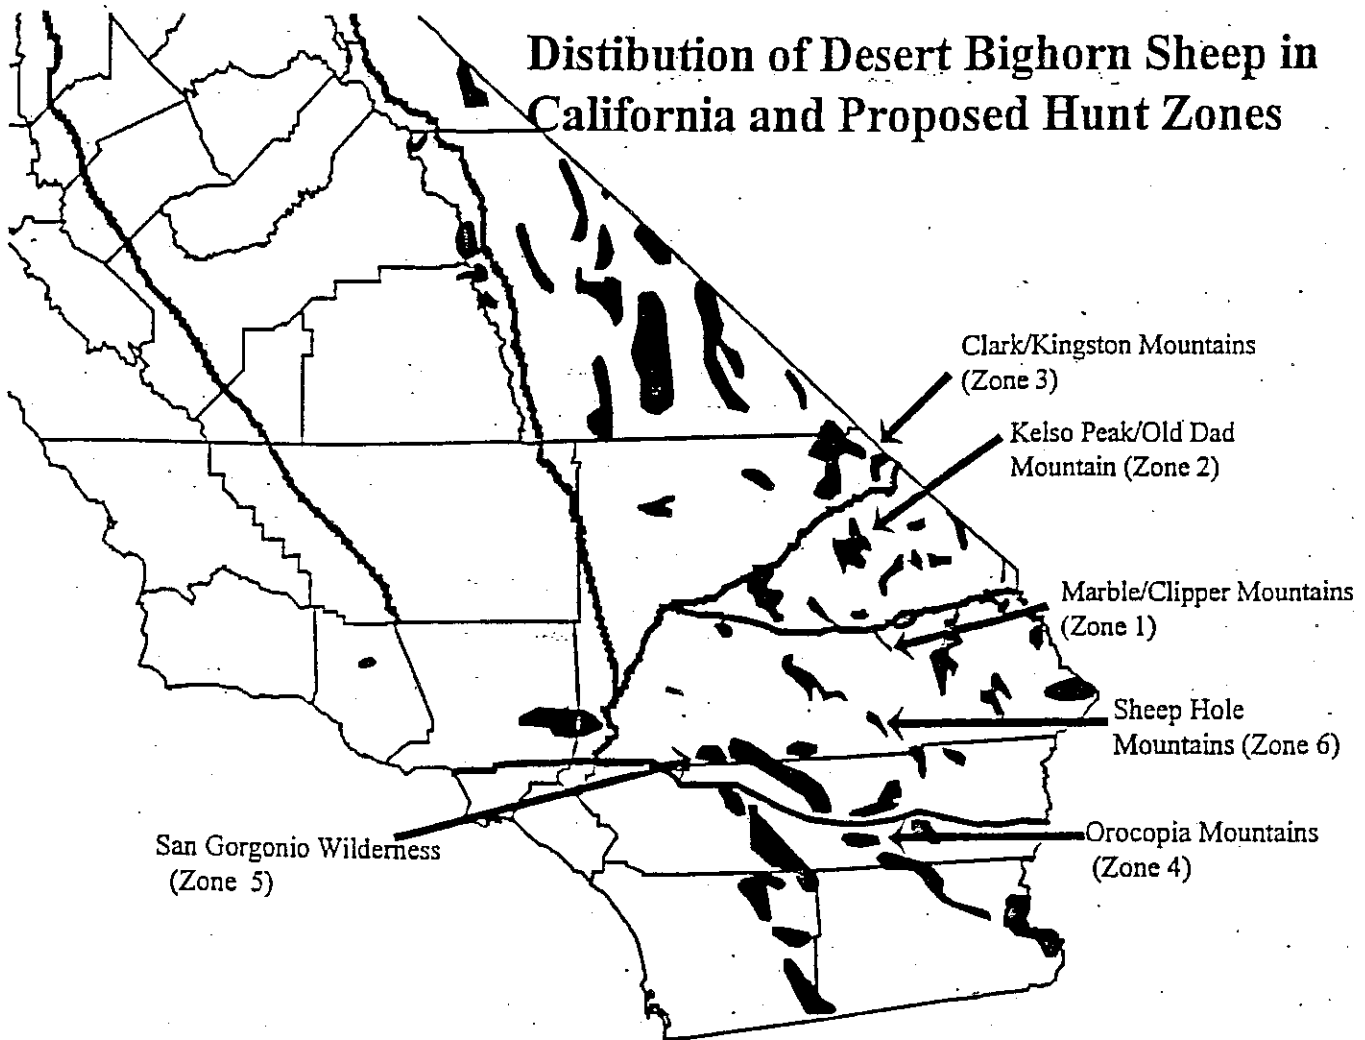 Distibution of Desert Bighorn Sheep in
California and Proposed Hunt Zones
Clark/Kingston Mountains
(Zone 3)
Kelso Peak/Old Dad
Mountain (Zone 2)
Marble/Clipper Mountains
(Zone 1)
Sheep Hole
Mountains (Zone 6)
Orocopia Mountains
(Zone 4)
San Gorgonio Wilderness
(Zone 5)